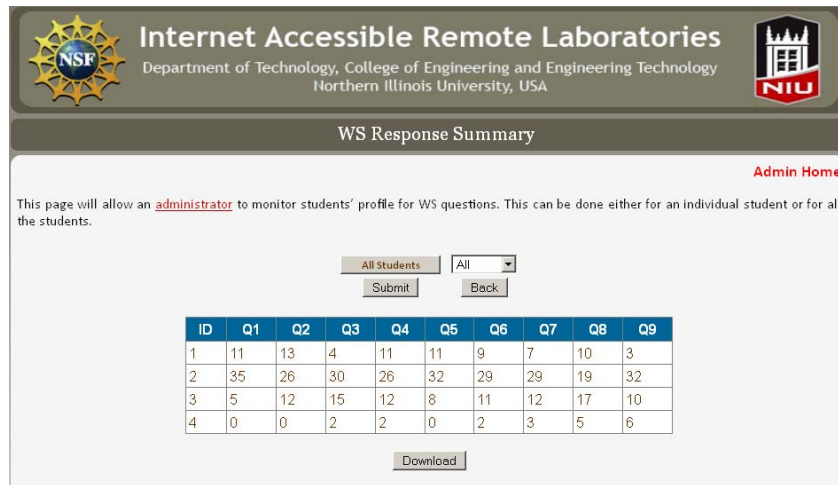 NSF
Internet Accessible Remote Laboratories
Department of Technology, College of Engineering and Engineering Technology
Northern Illinois University, USA
NIU
WS Response Summary
Admin Home
This page will allow an administrator to monitor students' profile for WS questions. This can be done either for an individual student or for al
the students.
All Students All
Submit Back
ID Q1 Q2 Q3 Q4 Q5 Q6 Q7 Q8 Q9
1 11 13 4 11 11 9 7 10 3
2 35 26 30 26 32 29 29 19 32
3 5 12 15 12 8 11 12 17 10
4 0 0 2 2 0 2 3 5 6
Download